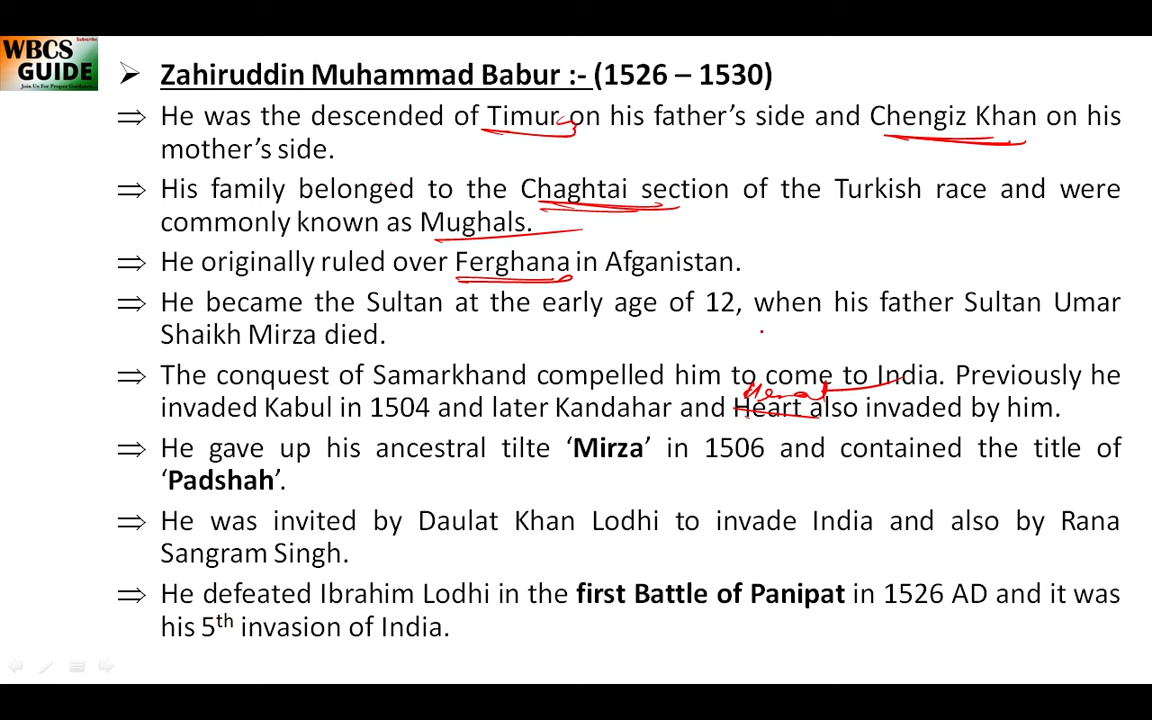 Subscribe
WBCS
GUIDE
Join Us For Proper Guidance
➢ Zahiruddin Muhammad Babur :- (1526 – 1530)
⇒ He was the descended of Timur on his father's side and Chengiz Khan on his
mother's side.
⇒ His family belonged to the Chaghtai section of the Turkish race and were
commonly known as Mughals.
⇒ He originally ruled over Ferghana in Afganistan.
⇒ He became the Sultan at the early age of 12, when his father Sultan Umar
Shaikh Mirza died.
⇒ The conquest of Samarkhand compelled him to come to India. Previously he
Herat
invaded Kabul in 1504 and later Kandahar and Heart also invaded by him.
⇒ He gave up his ancestral tilte ‘Mirza’ in 1506 and contained the title of
‘Padshah’.
⇒ He was invited by Daulat Khan Lodhi to invade India and also by Rana
Sangram Singh.
⇒ He defeated Ibrahim Lodhi in the first Battle of Panipat in 1526 AD and it was
his 5th invasion of India.